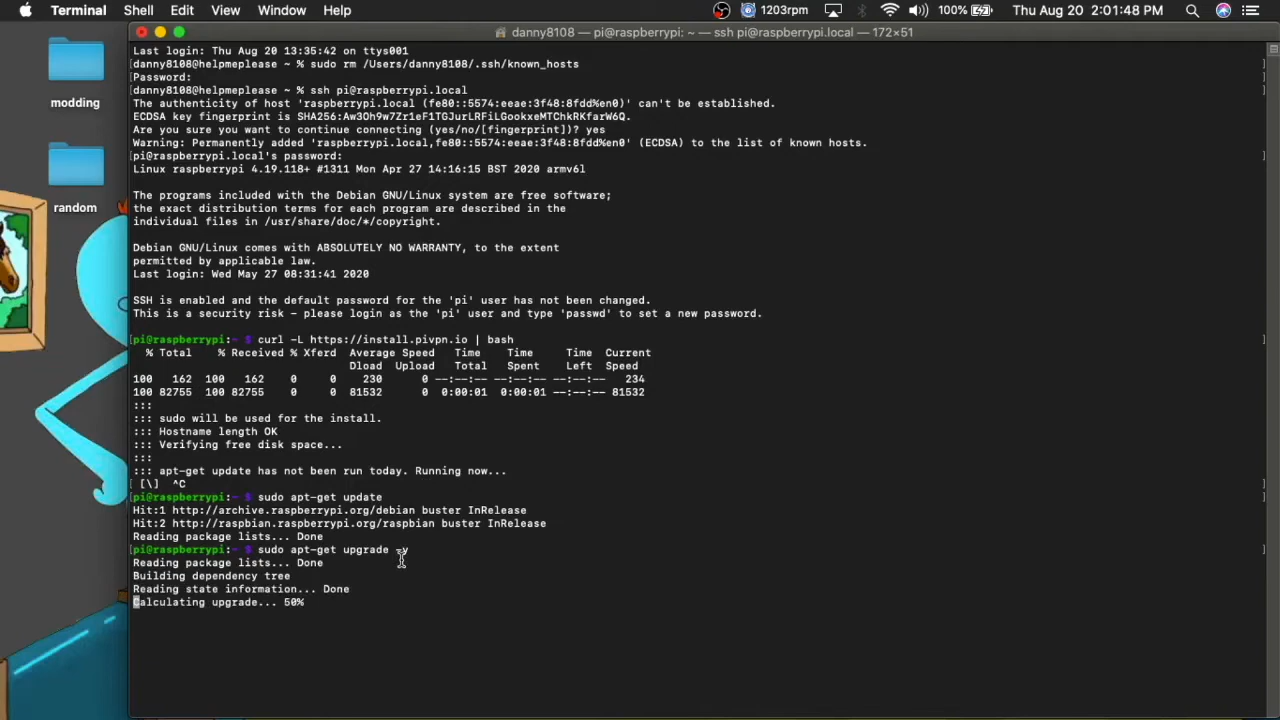 Terminal Shell Edit View Window Help 1203rpm 100% Thu Aug 20 2:01:48 PM
danny8108 — pi@raspberrypi: ~ — ssh pi@raspberrypi.local — 172×51
modding
random
Last login: Thu Aug 20 13:35:42 on ttys001
[danny8108@helpmeplease ~ % sudo rm /Users/danny8108/.ssh/known_hosts ]
Password:
[danny8108@helpmeplease ~ % ssh pi@raspberrypi.local ]
The authenticity of host 'raspberrypi.local (fe80::5574:eeae:3f48:8fdd%en0)' can't be established.
ECDSA key fingerprint is SHA256:Aw3Oh9w7Zr1eF1TGJurLRFiLGookxeMTChkRKfarW6Q.
Are you sure you want to continue connecting (yes/no/[fingerprint])? yes
Warning: Permanently added 'raspberrypi.local,fe80::5574:eeae:3f48:8fdd%en0' (ECDSA) to the list of known hosts.
[pi@raspberrypi.local's password: ]
Linux raspberrypi 4.19.118+ #1311 Mon Apr 27 14:16:15 BST 2020 armv6l
The programs included with the Debian GNU/Linux system are free software;
the exact distribution terms for each program are described in the
individual files in /usr/share/doc/*/copyright.
Debian GNU/Linux comes with ABSOLUTELY NO WARRANTY, to the extent
permitted by applicable law.
Last login: Wed May 27 08:31:41 2020
SSH is enabled and the default password for the 'pi' user has not been changed.
This is a security risk - please login as the 'pi' user and type 'passwd' to set a new password.
[pi@raspberrypi:~ $ curl -L https://install.pivpn.io | bash ]
% Total % Received % Xferd Average Speed Time Time Time Current
Dload Upload Total Spent Left Speed
100 162 100 162 0 0 230 0 --:--:-- --:--:-- --:--:-- 234
100 82755 100 82755 0 0 81532 0 0:00:01 0:00:01 --:--:-- 81532
:::
::: sudo will be used for the install.
::: Hostname length OK
::: Verifying free disk space...
:::
::: apt-get update has not been run today. Running now...
[ [\] ^C ]
[pi@raspberrypi:~ $ sudo apt-get update ]
Hit:1 http://archive.raspberrypi.org/debian buster InRelease
Hit:2 http://raspbian.raspberrypi.org/raspbian buster InRelease
Reading package lists... Done
[pi@raspberrypi:~ $ sudo apt-get upgrade -y ]
Reading package lists... Done
Building dependency tree
Reading state information... Done
Calculating upgrade... 50%